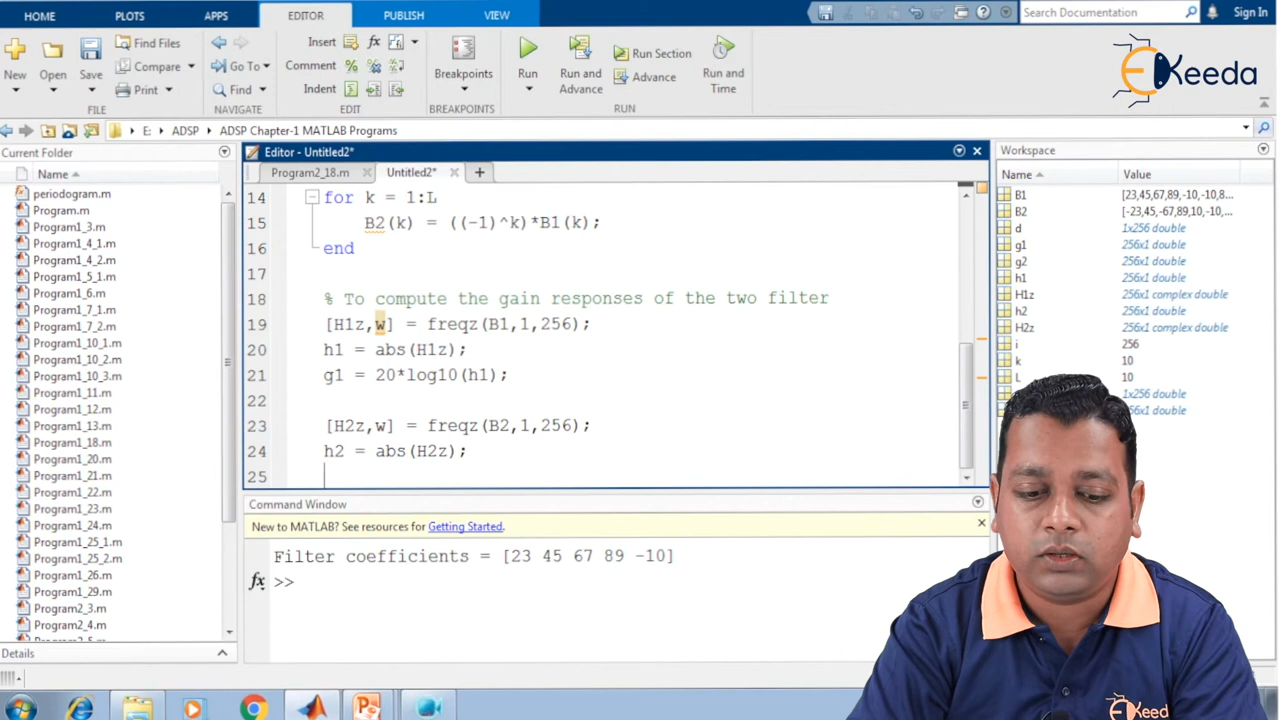 HOME PLOTS APPS EDITOR PUBLISH VIEW Search Documentation Sign In
New Open Save Find Files Compare Print
Go To Find
Insert fx Comment % Indent
Breakpoints
Run Run and Advance Run Section Advance Run and Time
FILE NAVIGATE EDIT BREAKPOINTS RUN
EKeeda
E: ADSP ADSP Chapter-1 MATLAB Programs
Current Folder
Name
periodogram.m
Program.m
Program1_3.m
Program1_4_1.m
Program1_4_2.m
Program1_5_1.m
Program1_6.m
Program1_7_1.m
Program1_7_2.m
Program1_10_1.m
Program1_10_2.m
Program1_10_3.m
Program1_11.m
Program1_12.m
Program1_13.m
Program1_18.m
Program1_20.m
Program1_21.m
Program1_22.m
Program1_23.m
Program1_24.m
Program1_25_1.m
Program1_25_2.m
Program1_26.m
Program1_29.m
Program2_3.m
Program2_4.m
Details
Editor - Untitled2*
Program2_18.m Untitled2*
14 for k = 1:L
15 B2(k) = ((-1)^k)*B1(k);
16 end
17
18 % To compute the gain responses of the two filter
19 [H1z,w] = freqz(B1,1,256);
20 h1 = abs(H1z);
21 g1 = 20*log10(h1);
22
23 [H2z,w] = freqz(B2,1,256);
24 h2 = abs(H2z);
25
Command Window
New to MATLAB? See resources for Getting Started.
Filter coefficients = [23 45 67 89 -10]
fx >>
Workspace
Name Value
B1 [23,45,67,89,-10,-10,8...
B2 [-23,45,-67,89,10,-10,...
d 1x256 double
g1 256x1 double
g2 256x1 double
h1 256x1 double
H1z 256x1 complex double
h2 256x1 double
H2z 256x1 complex double
i 256
k 10
L 10
x256 double
56x1 double
EKeeda